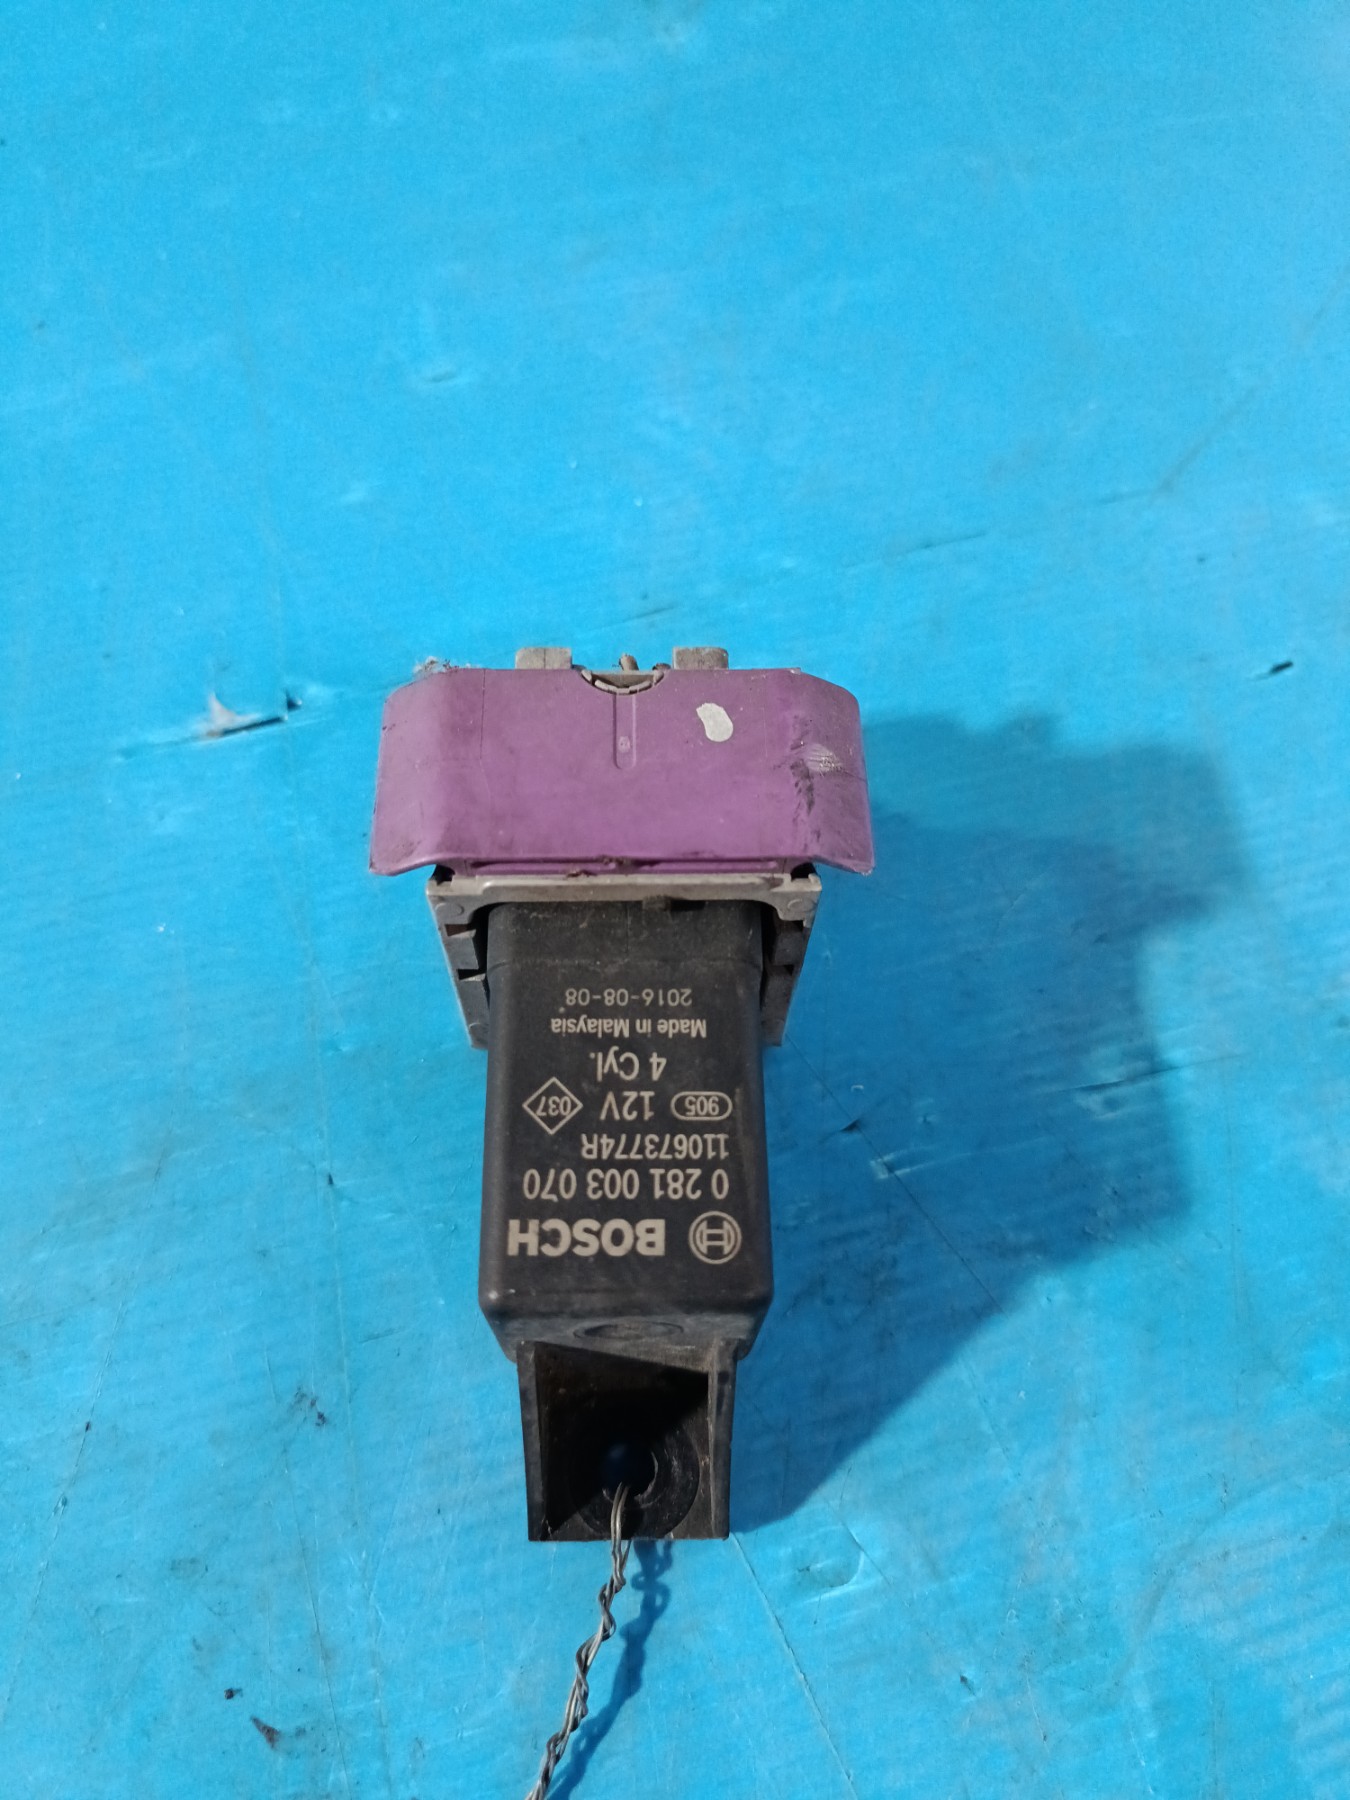 BOSCH
0 281 003 070
110673774R
905 12V 037
4 Cyl.
Made in Malaysia
2016-08-08